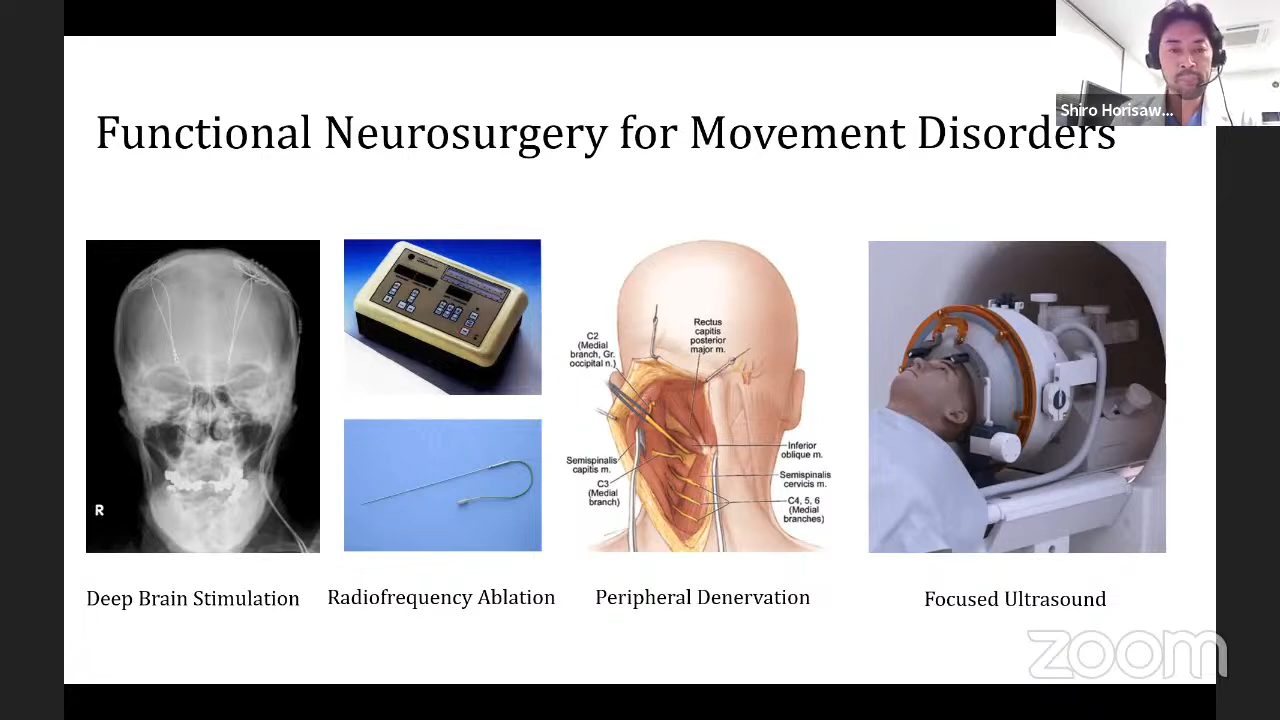 Shiro Horisaw...
Functional Neurosurgery for Movement Disorders
C2
(Medial
branch, Gr.
occipital n.)
Rectus
capitis
posterior
major m.
Semispinalis
capitis m.
C3
(Medial
branch)
Inferior
oblique m.
Semispinalis
cervicis m.
C4, 5, 6
(Medial
branches)
R
Deep Brain Stimulation
Radiofrequency Ablation
Peripheral Denervation
Focused Ultrasound
zoom